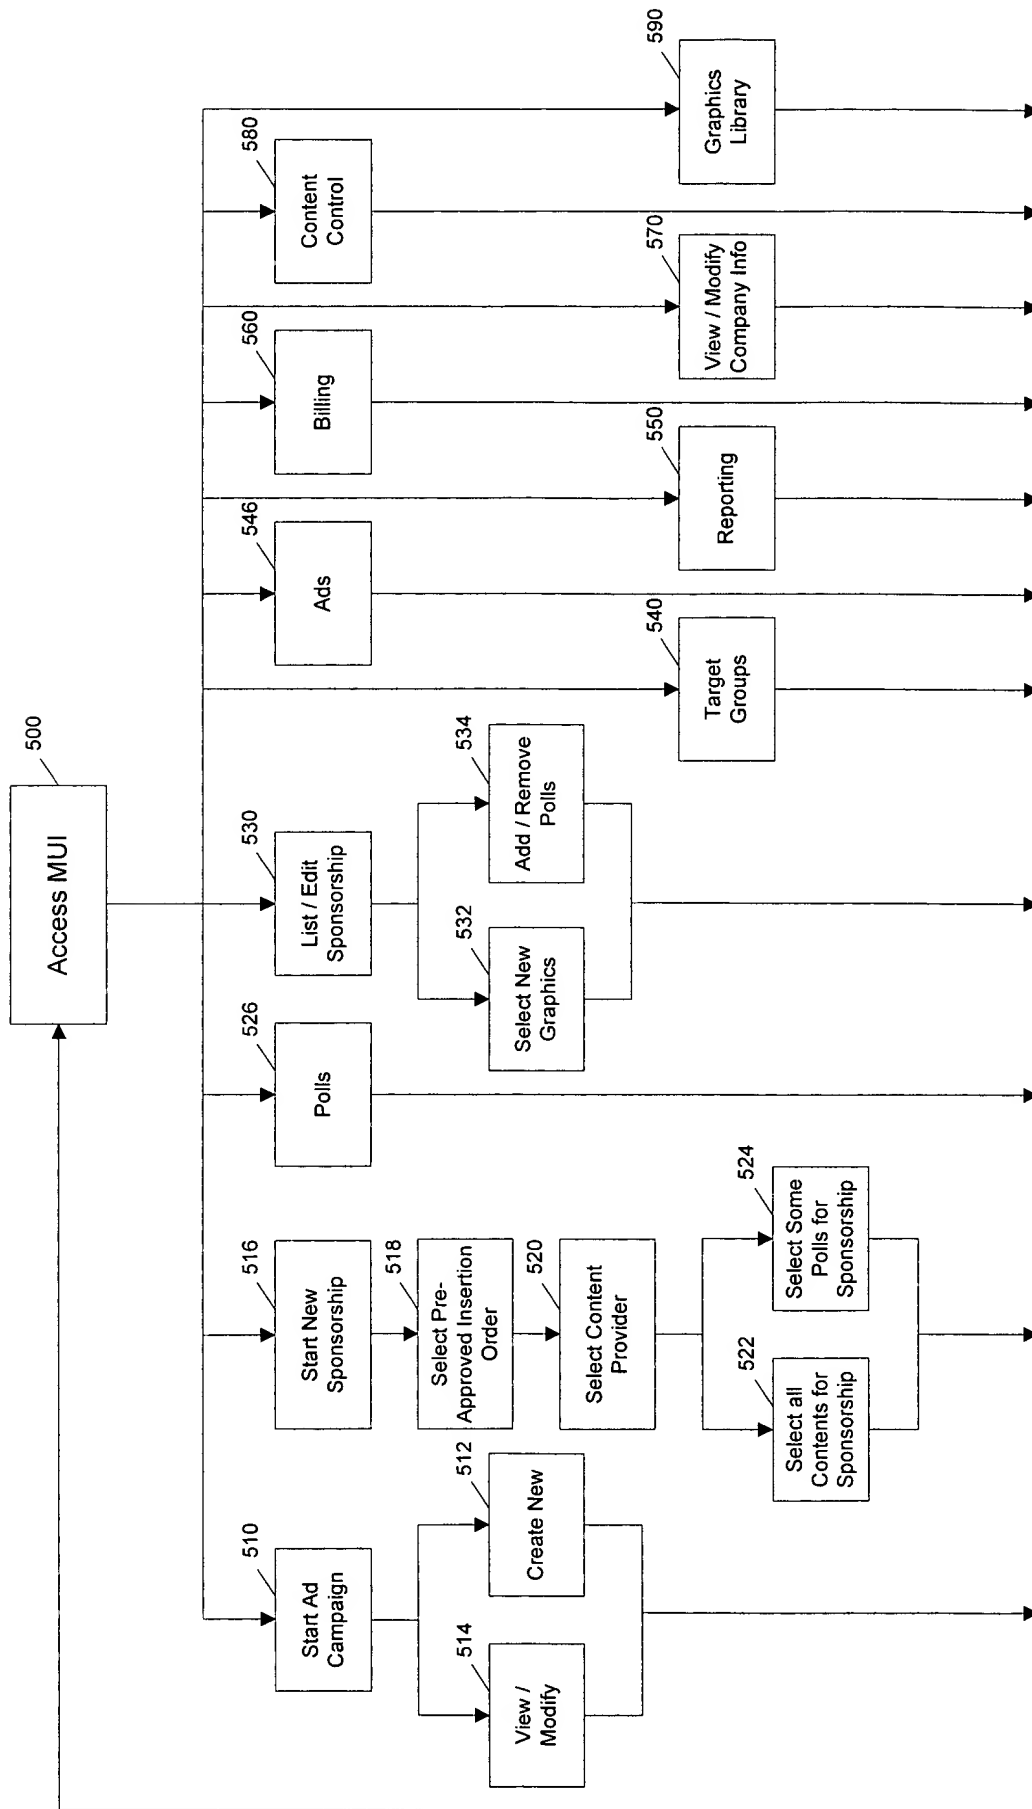 500
Access MUI
510
Start Ad
Campaign
514
View /
Modify
512
Create New
516
Start New
Sponsorship
518
Select Pre-
Approved Insertion
Order
520
Select Content
Provider
522
Select all
Contents for
Sponsorship
524
Select Some
Polls for
Sponsorship
526
Polls
530
List / Edit
Sponsorship
532
Select New
Graphics
534
Add / Remove
Polls
540
Target
Groups
546
Ads
550
Reporting
560
Billing
570
View / Modify
Company Info
580
Content
Control
590
Graphics
Library